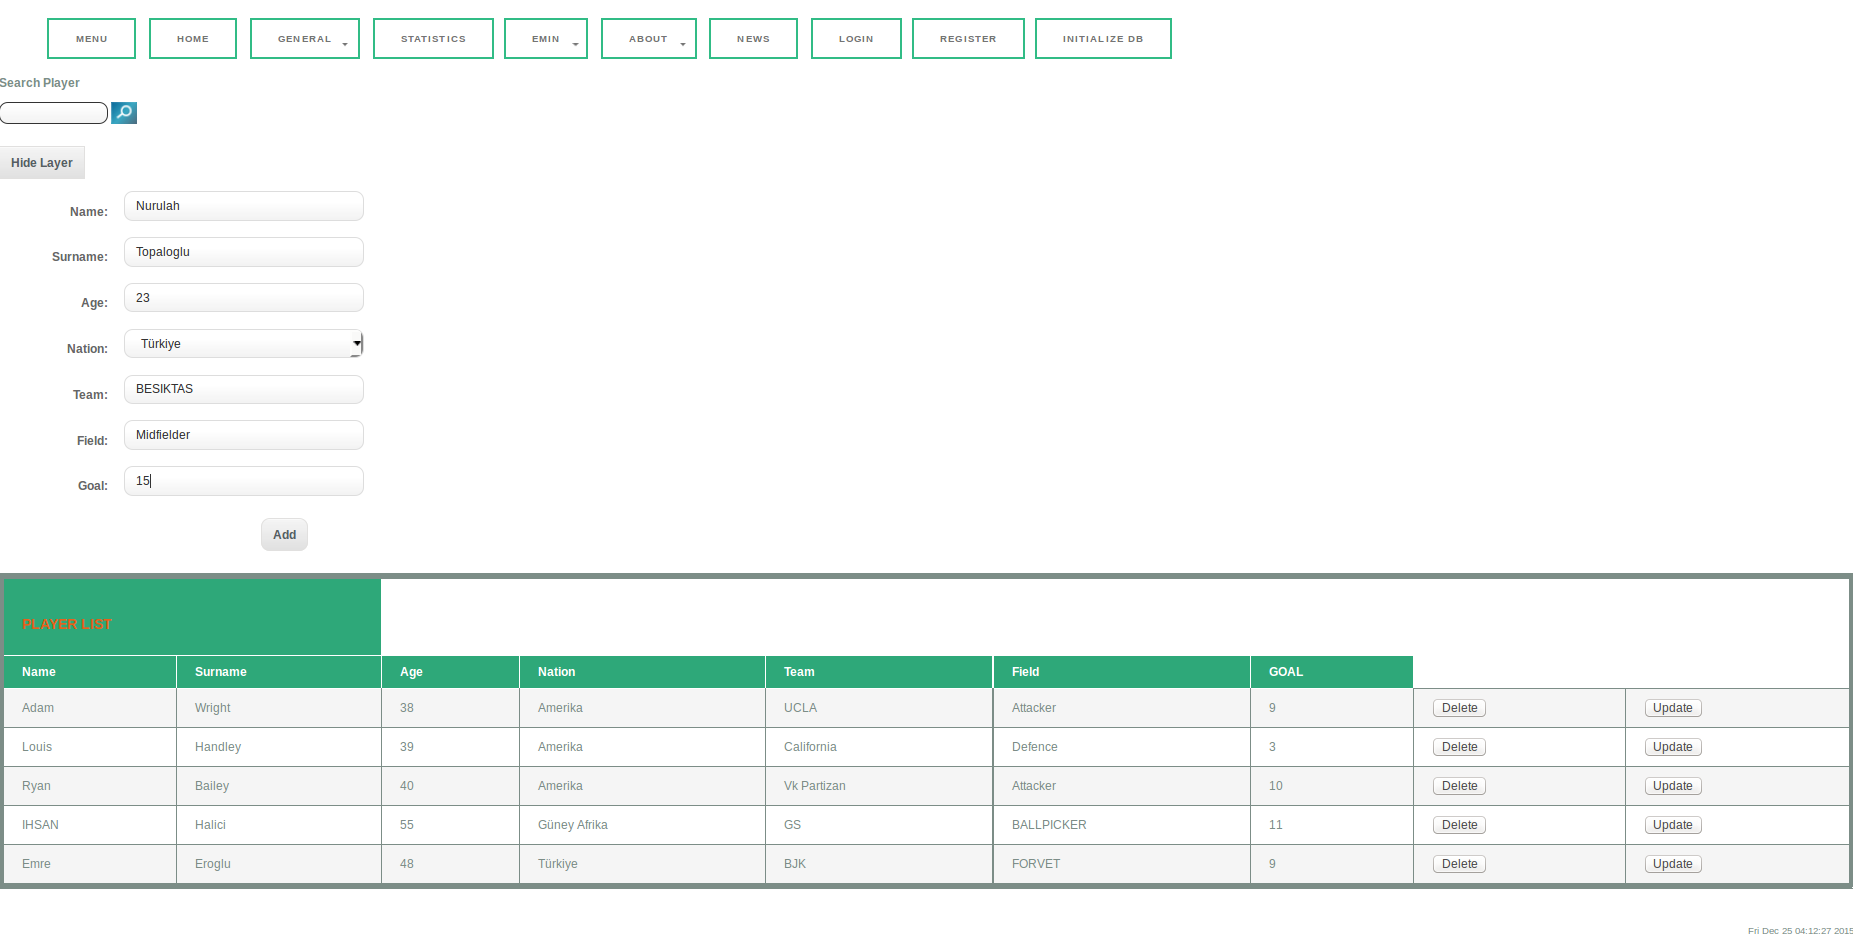 MENU HOME GENERAL STATISTICS EMIN ABOUT NEWS LOGIN REGISTER INITIALIZE DB
Search Player
Hide Layer
Name: Nurulah
Surname: Topaloglu
Age: 23
Nation: Türkiye
Team: BESIKTAS
Field: Midfielder
Goal: 15
Add
PLAYER LIST
Name Surname Age Nation Team Field GOAL
Adam Wright 38 Amerika UCLA Attacker 9 Delete Update
Louis Handley 39 Amerika California Defence 3 Delete Update
Ryan Bailey 40 Amerika Vk Partizan Attacker 10 Delete Update
IHSAN Halici 55 Güney Afrika GS BALLPICKER 11 Delete Update
Emre Eroglu 48 Türkiye BJK FORVET 9 Delete Update
Fri Dec 25 04:12:27 2015